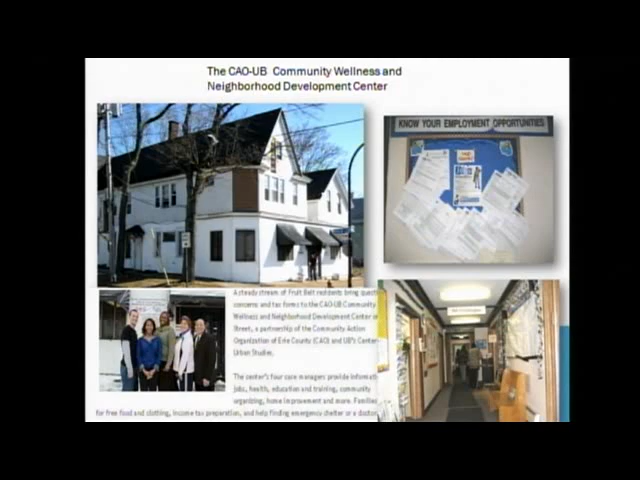 The CAO-UB Community Wellness and
Neighborhood Development Center
KNOW YOUR EMPLOYMENT OPPORTUNITIES
A steady stream of Fruit Belt residents bring questi
concerns and tax forms to the CAO-UB Community
Wellness and Neighborhood Development Center
Street, a partnership of the Community Action
Organization of Erie County (CAO) and UB's Center
Urban Studies.
The center's four care managers provide informati
jobs, health, education and training, community
organizing, home improvement and more. Families
for free food and clothing, income tax preparation, and help finding emergency shelter or a doctor